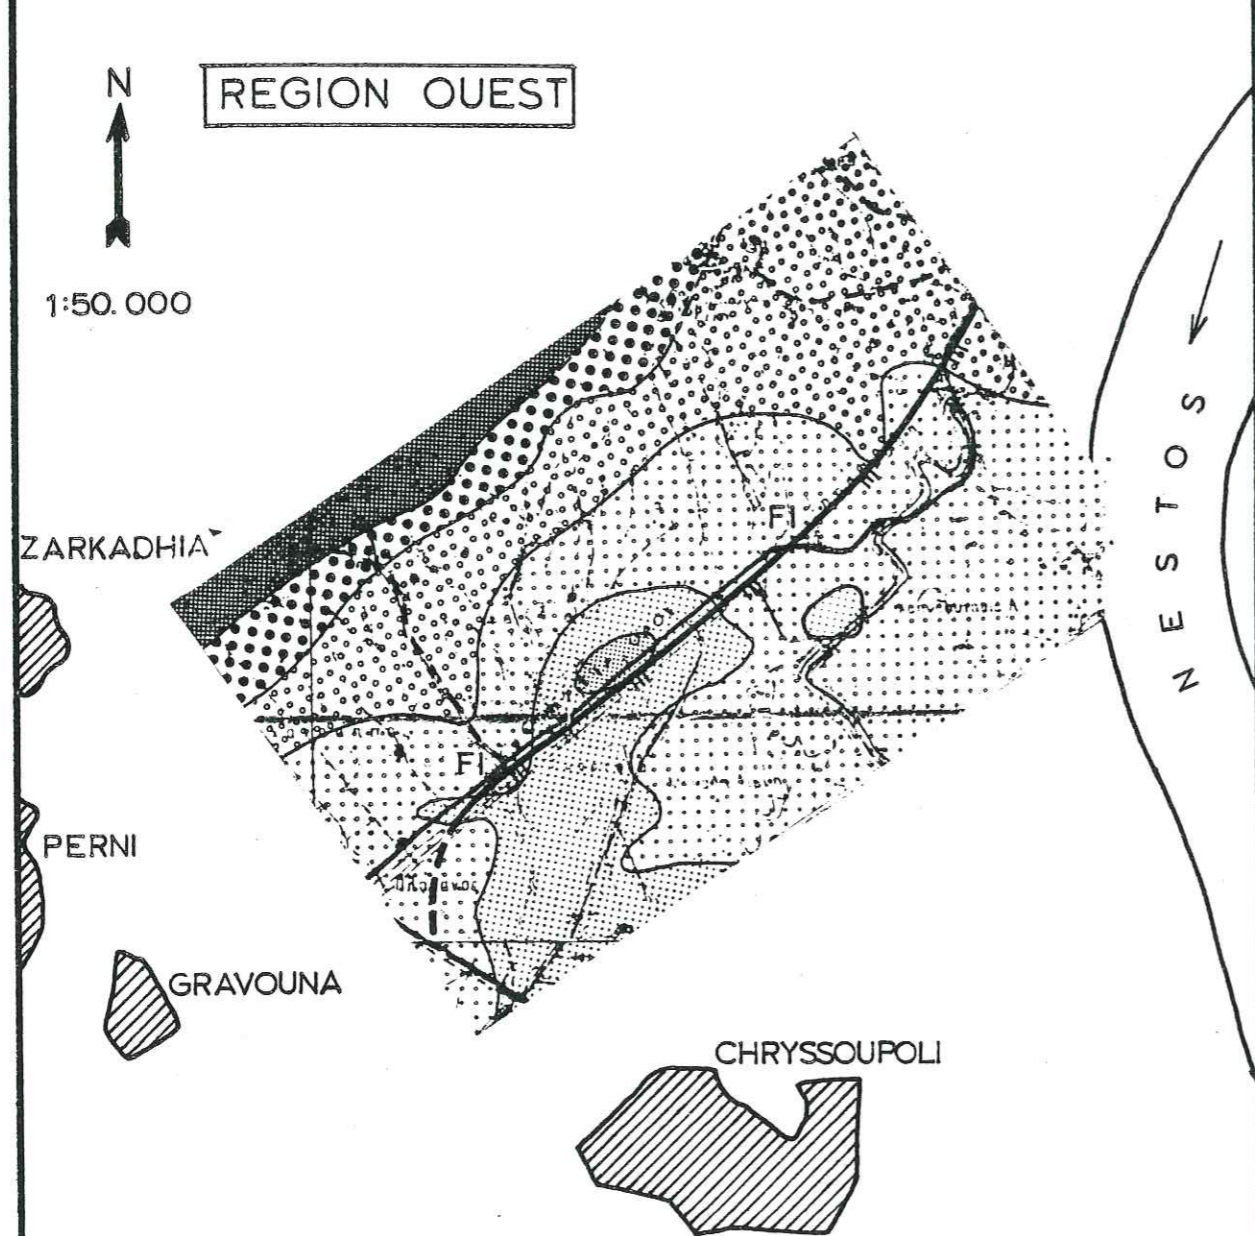 N
REGION OUEST
1:50.000
ZARKADHIA
NESTOS
F1
F1
PERNI
GRAVOUNA
CHRYSSOUPOLI